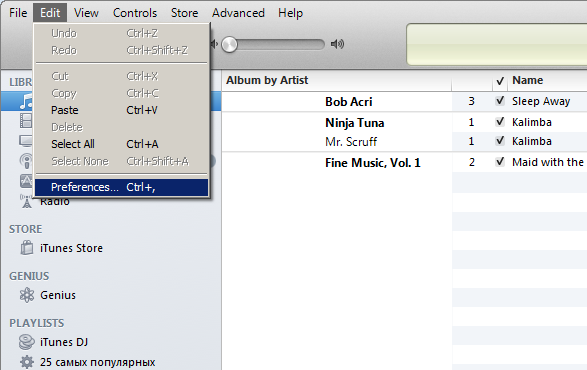 File Edit View Controls Store Advanced Help
Undo Ctrl+Z
Redo Ctrl+Shift+Z
Cut Ctrl+X
Copy Ctrl+C
Paste Ctrl+V
Delete
Select All Ctrl+A
Select None Ctrl+Shift+A
Preferences... Ctrl+,
LIBR
Radio
STORE
iTunes Store
GENIUS
Genius
PLAYLISTS
iTunes DJ
25 самых популярных
Album by Artist Name
Bob Acri 3 Sleep Away
Ninja Tuna 1 Kalimba
Mr. Scruff 1 Kalimba
Fine Music, Vol. 1 2 Maid with the